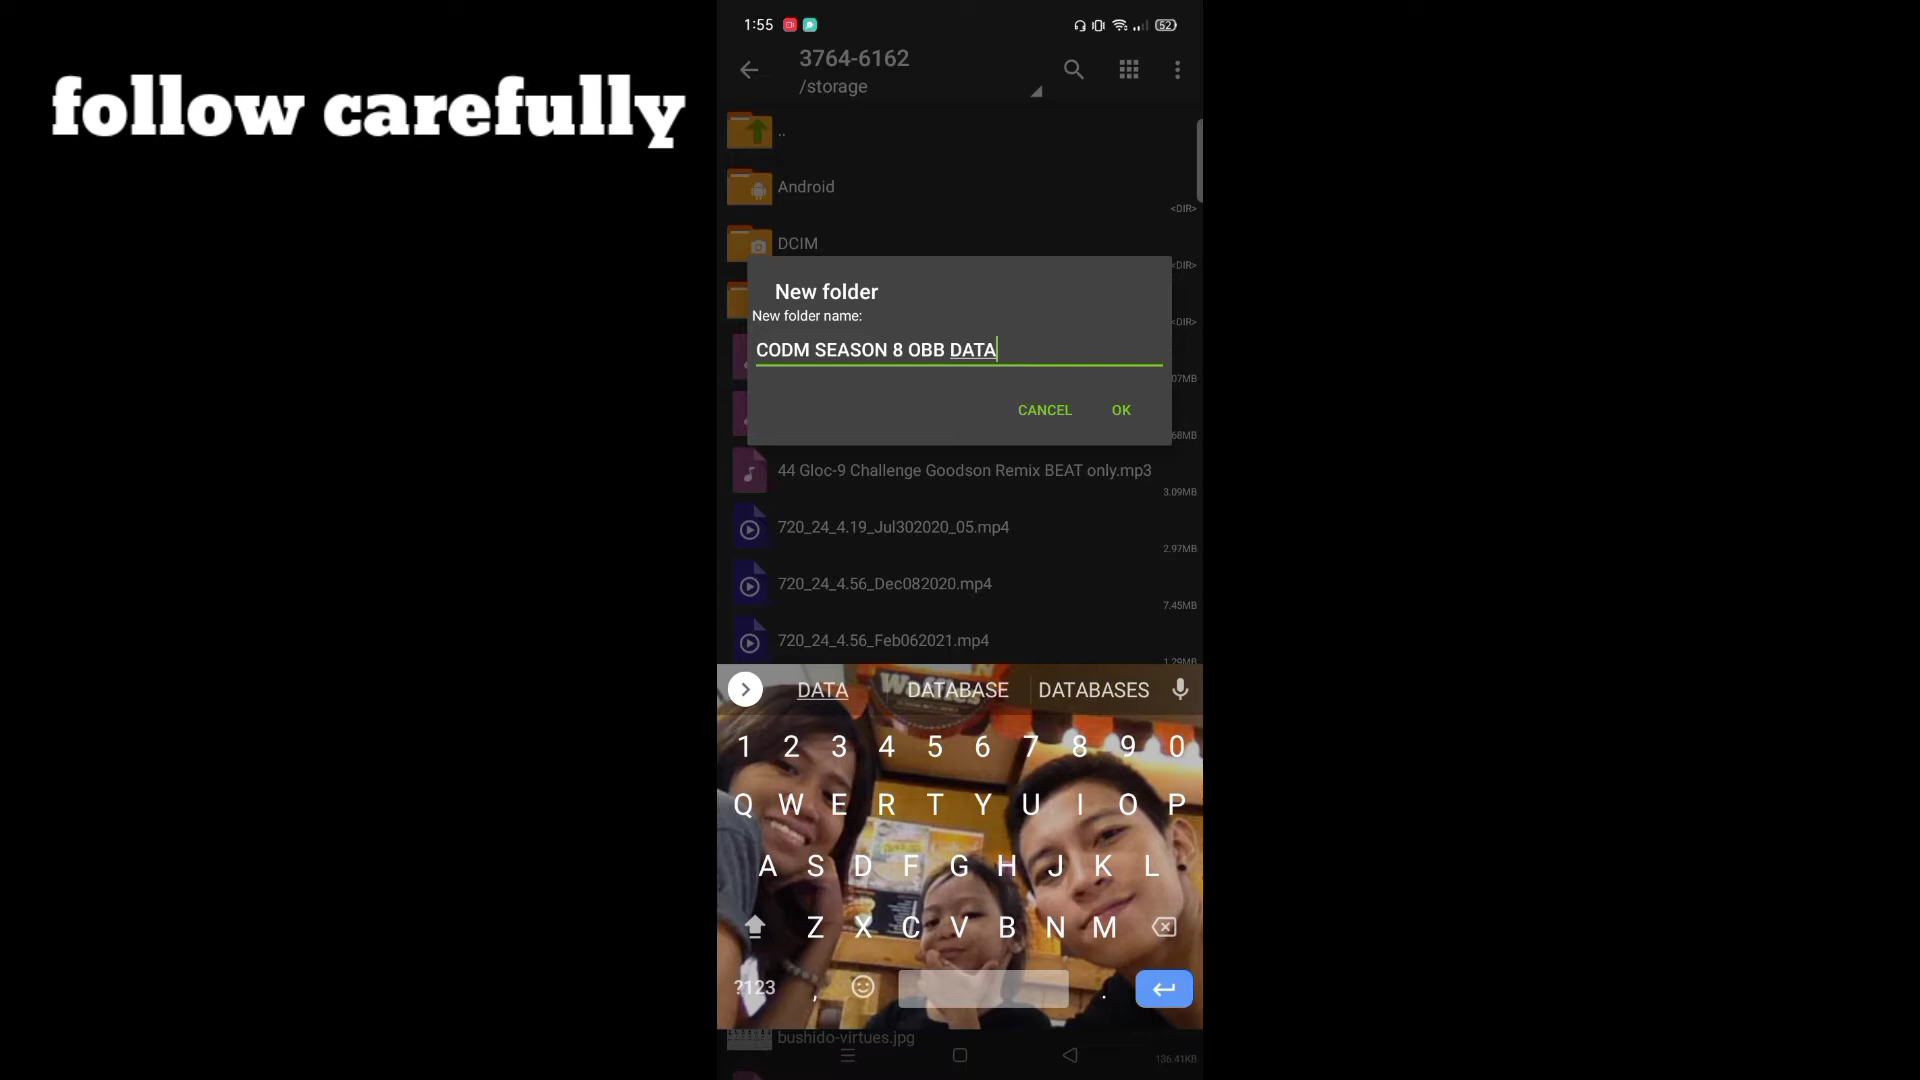 follow carefully
1:55
52
3764-6162
/storage
..
Android
<DIR>
DCIM
<DIR>
<DIR>
New folder
New folder name:
CODM SEASON 8 OBB DATA
07MB
CANCEL OK
68MB
44 Gloc-9 Challenge Goodson Remix BEAT only.mp3
3.09MB
720_24_4.19_Jul302020_05.mp4
2.97MB
720_24_4.56_Dec082020.mp4
7.45MB
720_24_4.56_Feb062021.mp4
1.29MB
DATA DATABASE DATABASES
1 2 3 4 5 6 7 8 9 0
Q W E R T Y U I O P
A S D F G H J K L
Z X C V B N M
?123 , .
bushido-virtues.jpg
136.41KB